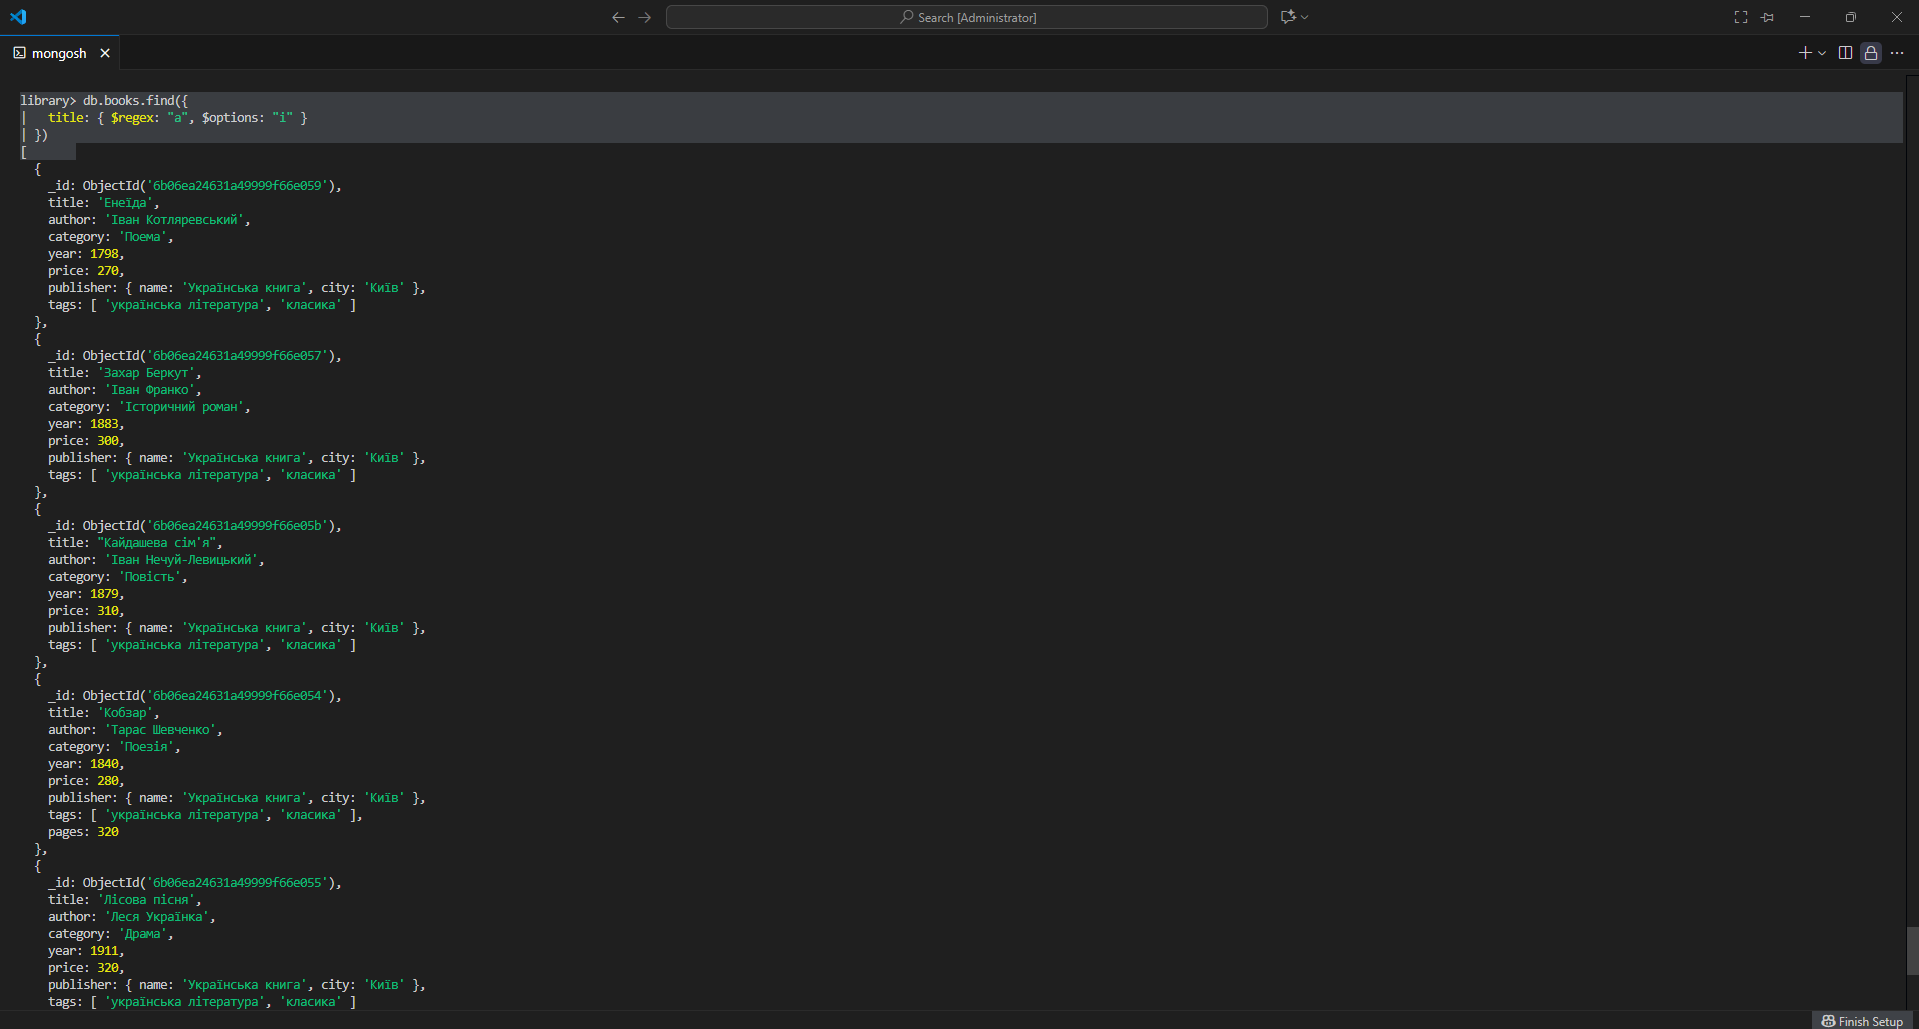 Search [Administrator]
mongosh
library> db.books.find({
|   title: { $regex: "а", $options: "i" }
| })
[
  {
    _id: ObjectId('6b06ea24631a49999f66e059'),
    title: 'Енеїда',
    author: 'Іван Котляревський',
    category: 'Поема',
    year: 1798,
    price: 270,
    publisher: { name: 'Українська книга', city: 'Київ' },
    tags: [ 'українська література', 'класика' ]
  },
  {
    _id: ObjectId('6b06ea24631a49999f66e057'),
    title: 'Захар Беркут',
    author: 'Іван Франко',
    category: 'Історичний роман',
    year: 1883,
    price: 300,
    publisher: { name: 'Українська книга', city: 'Київ' },
    tags: [ 'українська література', 'класика' ]
  },
  {
    _id: ObjectId('6b06ea24631a49999f66e05b'),
    title: "Кайдашева сім'я",
    author: 'Іван Нечуй-Левицький',
    category: 'Повість',
    year: 1879,
    price: 310,
    publisher: { name: 'Українська книга', city: 'Київ' },
    tags: [ 'українська література', 'класика' ]
  },
  {
    _id: ObjectId('6b06ea24631a49999f66e054'),
    title: 'Кобзар',
    author: 'Тарас Шевченко',
    category: 'Поезія',
    year: 1840,
    price: 280,
    publisher: { name: 'Українська книга', city: 'Київ' },
    tags: [ 'українська література', 'класика' ],
    pages: 320
  },
  {
    _id: ObjectId('6b06ea24631a49999f66e055'),
    title: 'Лісова пісня',
    author: 'Леся Українка',
    category: 'Драма',
    year: 1911,
    price: 320,
    publisher: { name: 'Українська книга', city: 'Київ' },
    tags: [ 'українська література', 'класика' ]
Finish Setup